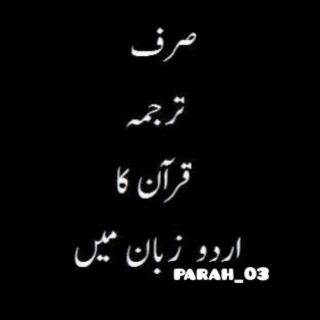 صرف
ترجمہ
قرآن کا
اردو زبان میں
PARAH_03